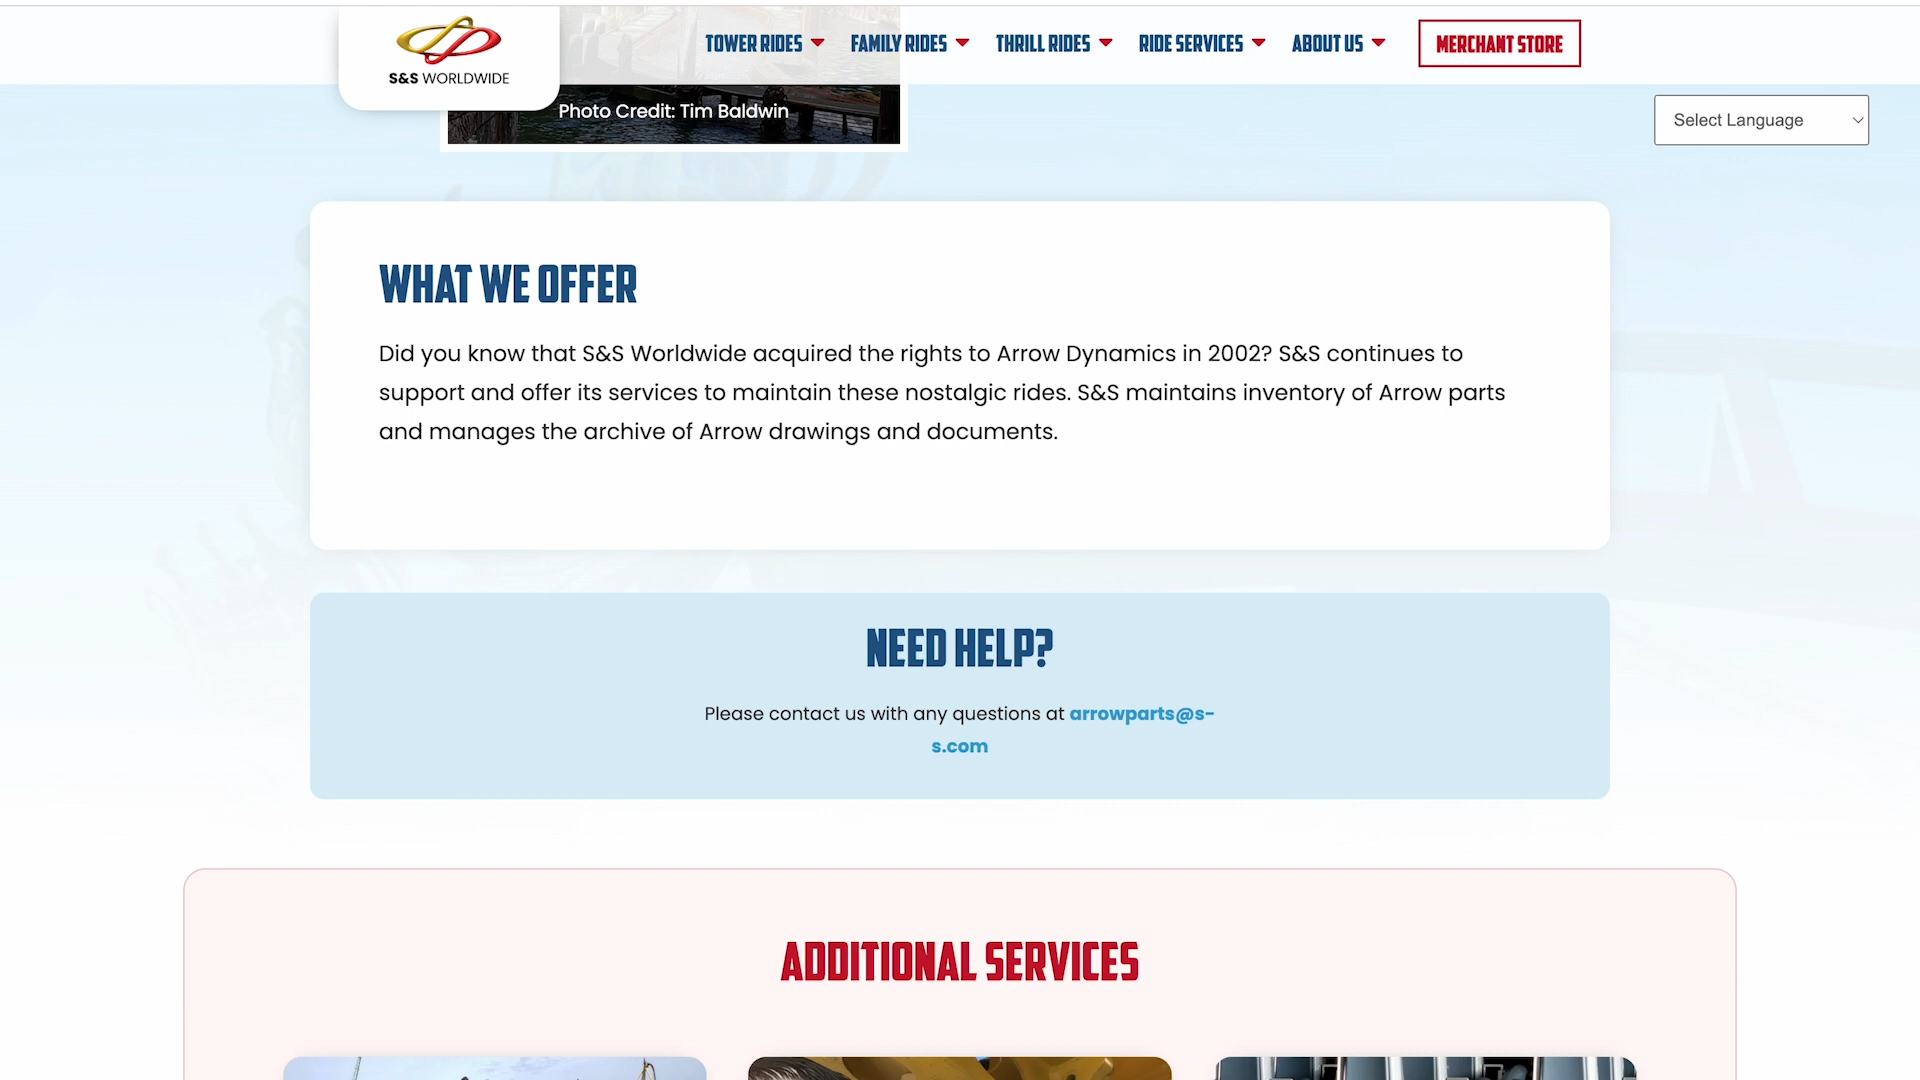 S&S WORLDWIDE
TOWER RIDES
FAMILY RIDES
THRILL RIDES
RIDE SERVICES
ABOUT US
MERCHANT STORE
Photo Credit: Tim Baldwin
Select Language
WHAT WE OFFER
Did you know that S&S Worldwide acquired the rights to Arrow Dynamics in 2002? S&S continues to
support and offer its services to maintain these nostalgic rides. S&S maintains inventory of Arrow parts
and manages the archive of Arrow drawings and documents.
NEED HELP?
Please contact us with any questions at arrowparts@s-
s.com
ADDITIONAL SERVICES